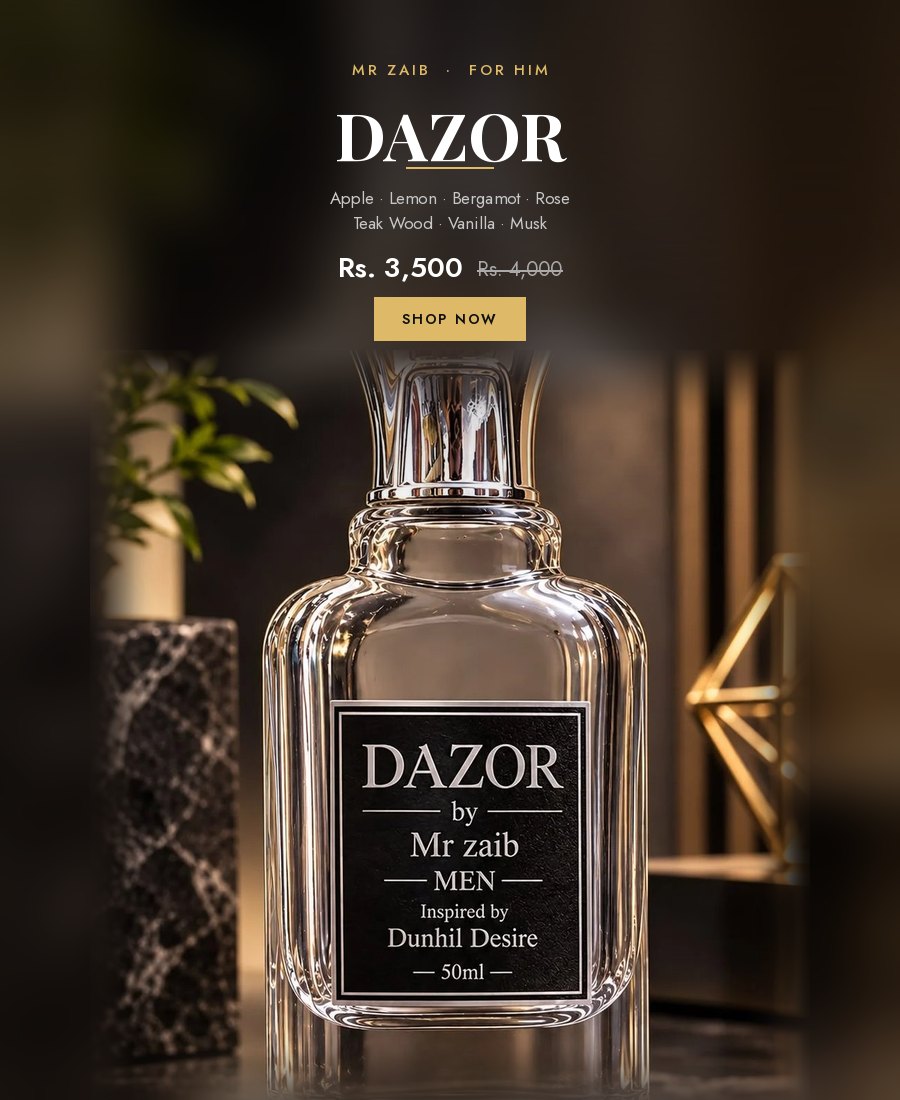 MR ZAIB · FOR HIM
DAZOR
Apple · Lemon · Bergamot · Rose
Teak Wood · Vanilla · Musk
Rs. 3,500 Rs. 4,000
SHOP NOW
DAZOR
by
Mr zaib
MEN
Inspired by
Dunhil Desire
50ml